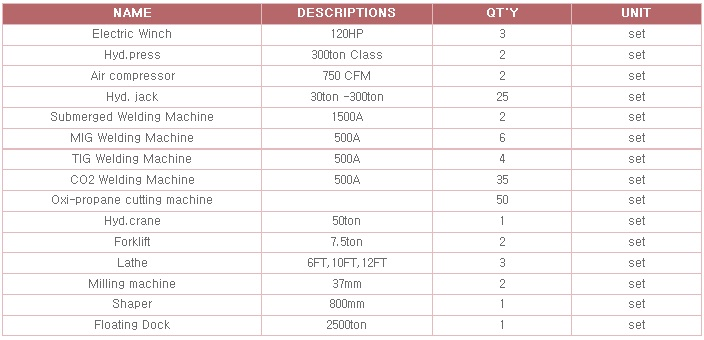 NAME DESCRIPTIONS QT'Y UNIT
Electric Winch 120HP 3 set
Hyd.press 300ton Class 2 set
Air compressor 750 CFM 2 set
Hyd. jack 30ton -300ton 25 set
Submerged Welding Machine 1500A 2 set
MIG Welding Machine 500A 6 set
TIG Welding Machine 500A 4 set
CO2 Welding Machine 500A 35 set
Oxi-propane cutting machine 50 set
Hyd.crane 50ton 1 set
Forklift 7.5ton 2 set
Lathe 6FT,10FT,12FT 3 set
Milling machine 37mm 2 set
Shaper 800mm 1 set
Floating Dock 2500ton 1 set